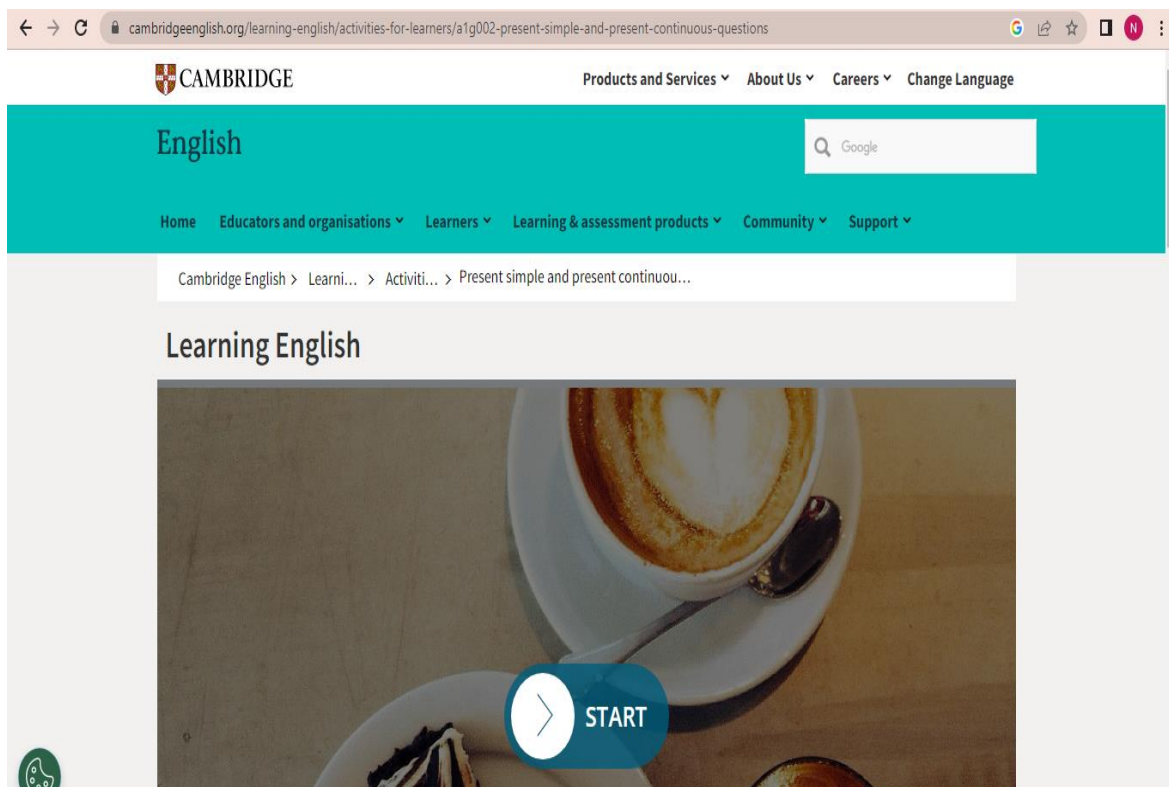 cambridgeenglish.org/learning-english/activities-for-learners/a1g002-present-simple-and-present-continuous-questions
G
N
CAMBRIDGE
Products and Services About Us Careers Change Language
English
Google
Home Educators and organisations Learners Learning & assessment products Community Support
Cambridge English > Learni... > Activiti... > Present simple and present continuou...
Learning English
START